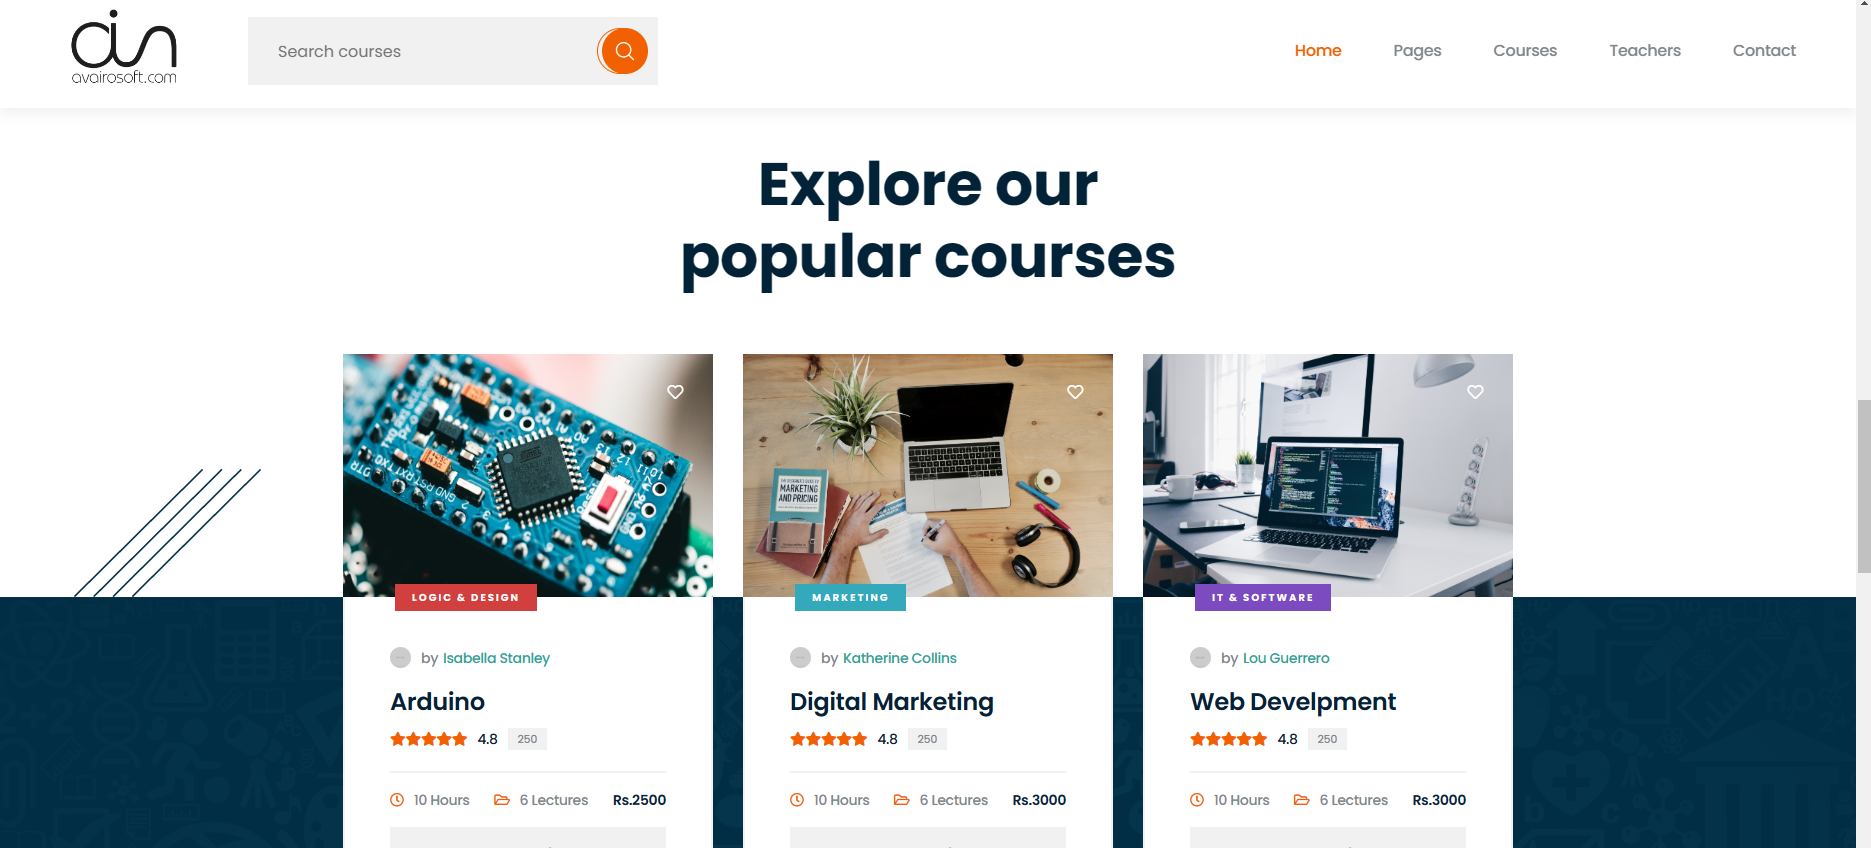 avairosoft.com
Search courses
Home Pages Courses Teachers Contact
Explore our
popular courses
MARKETING
AND PRICING
LOGIC & DESIGN
by Isabella Stanley
Arduino
4.8 250
10 Hours 6 Lectures Rs.2500
MARKETING
by Katherine Collins
Digital Marketing
4.8 250
10 Hours 6 Lectures Rs.3000
IT & SOFTWARE
by Lou Guerrero
Web Develpment
4.8 250
10 Hours 6 Lectures Rs.3000